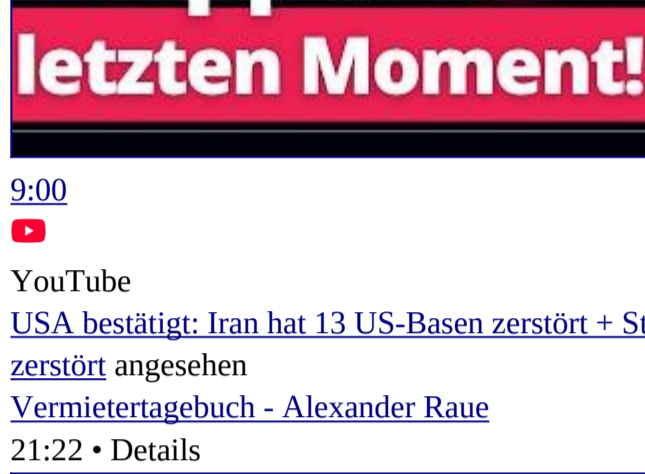 letzten Moment!
9:00
YouTube
USA bestätigt: Iran hat 13 US-Basen zerstört +
zerstört angesehen
Vermietertagebuch - Alexander Raue
21:22 • Details